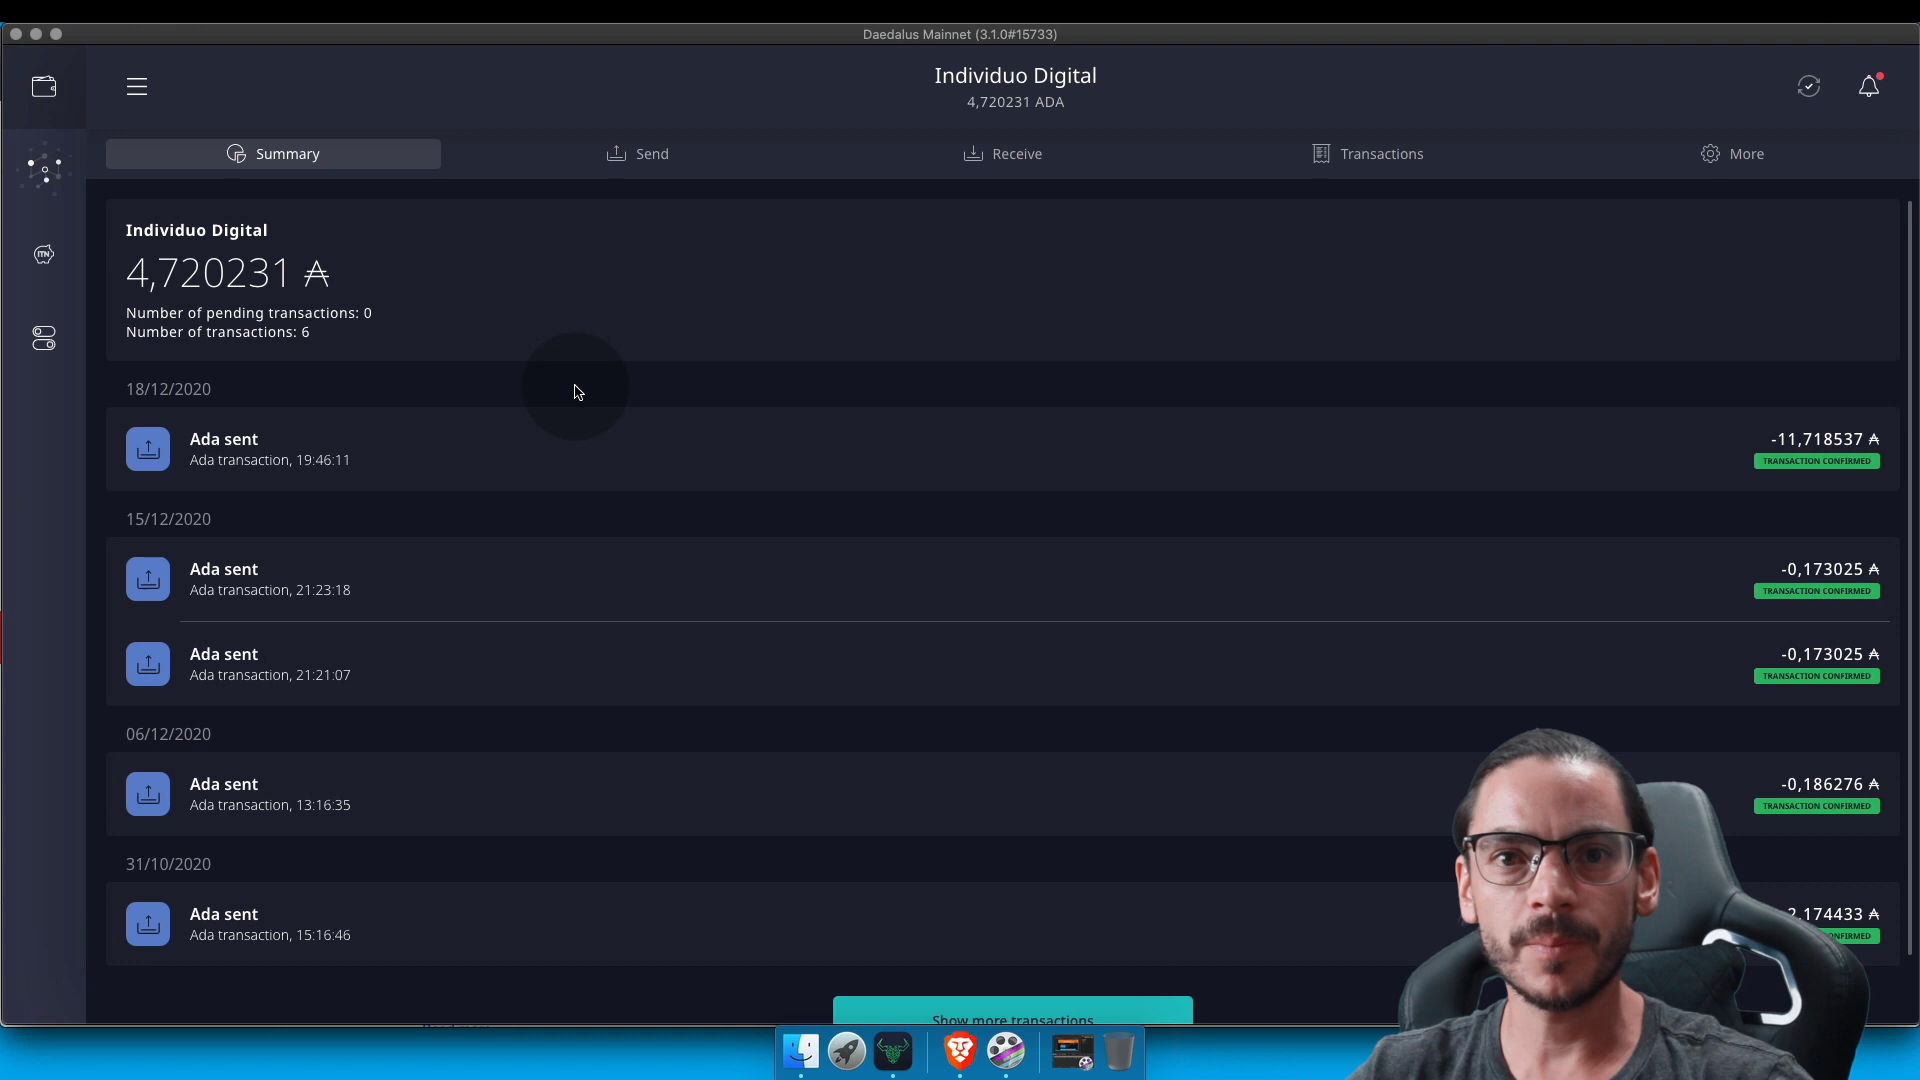 Daedalus Mainnet (3.1.0#15733)
Individuo Digital
4,720231 ADA
Summary
Send
Receive
Transactions
More
ITN
Individuo Digital
4,720231 ₳
Number of pending transactions: 0
Number of transactions: 6
18/12/2020
Ada sent
-11,718537 ₳
Ada transaction, 19:46:11
TRANSACTION CONFIRMED
15/12/2020
Ada sent
-0,173025 ₳
Ada transaction, 21:23:18
TRANSACTION CONFIRMED
Ada sent
-0,173025 ₳
Ada transaction, 21:21:07
TRANSACTION CONFIRMED
06/12/2020
Ada sent
-0,186276 ₳
Ada transaction, 13:16:35
TRANSACTION CONFIRMED
31/10/2020
Ada sent
2,174433 ₳
Ada transaction, 15:16:46
Show more transactions